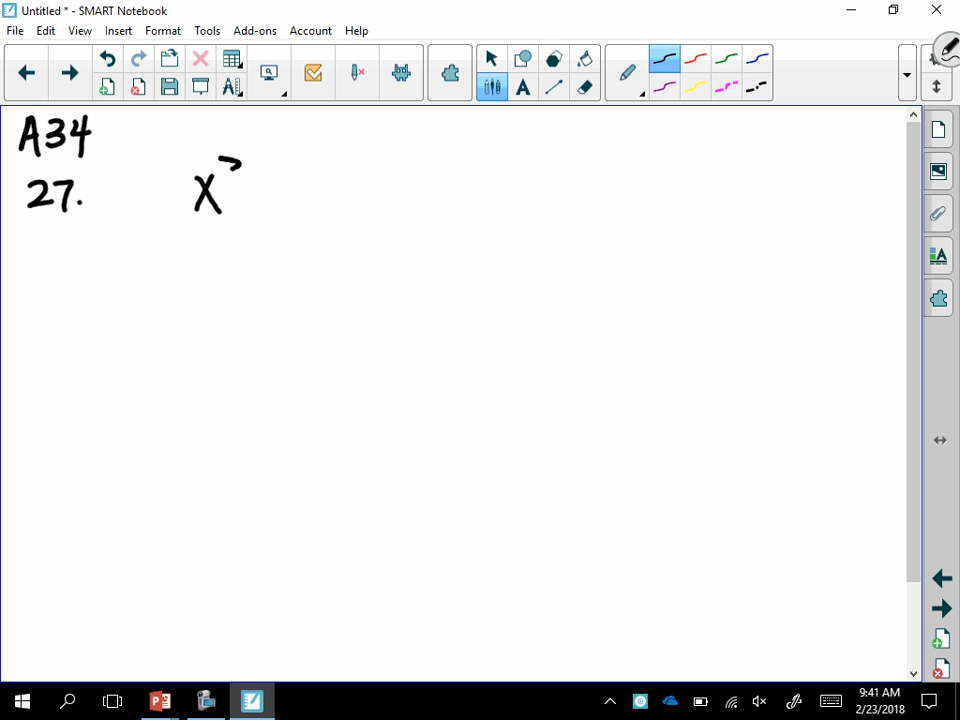 Untitled * - SMART Notebook
File Edit View Insert Format Tools Add-ons Account Help
A34
27. X
9:41 AM
2/23/2018